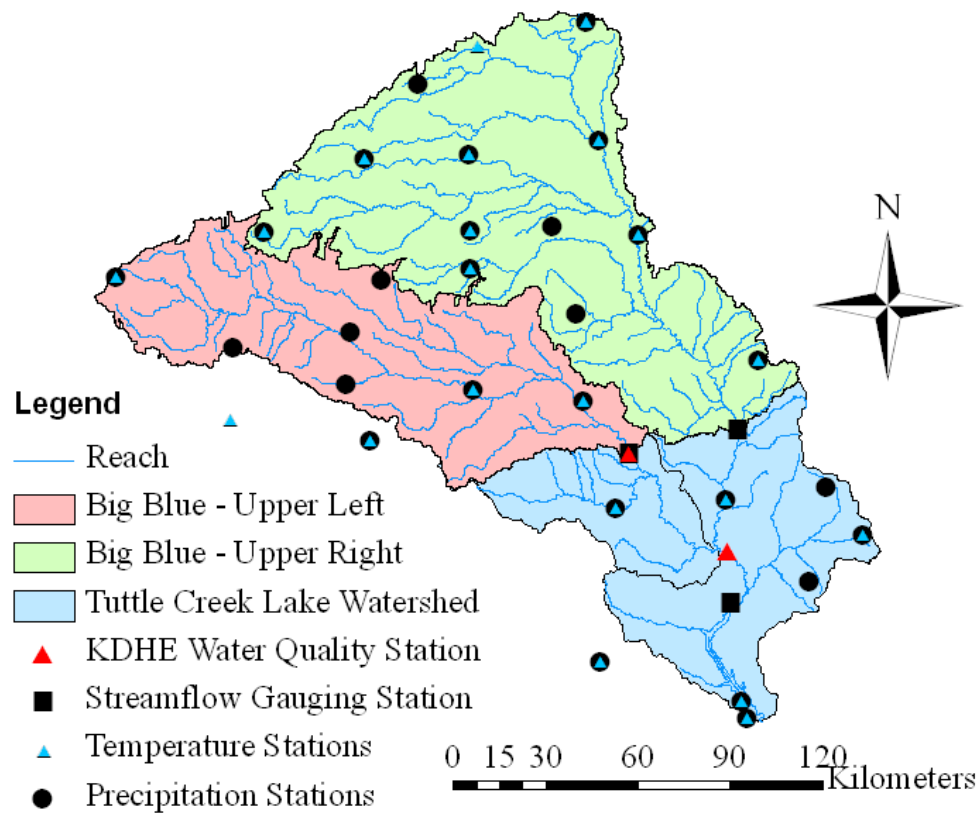 N
Legend
Reach
Big Blue - Upper Left
Big Blue - Upper Right
Tuttle Creek Lake Watershed
KDHE Water Quality Station
Streamflow Gauging Station
Temperature Stations
Precipitation Stations
0 15 30 60 90 120
Kilometers